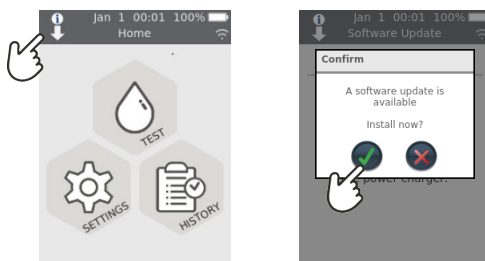 Jan 1 00:01 100%
Home
TEST
SETTINGS
HISTORY
Jan 1 00:01 100%
Software Update
Confirm
A software update is
available
Install now?
power charger?